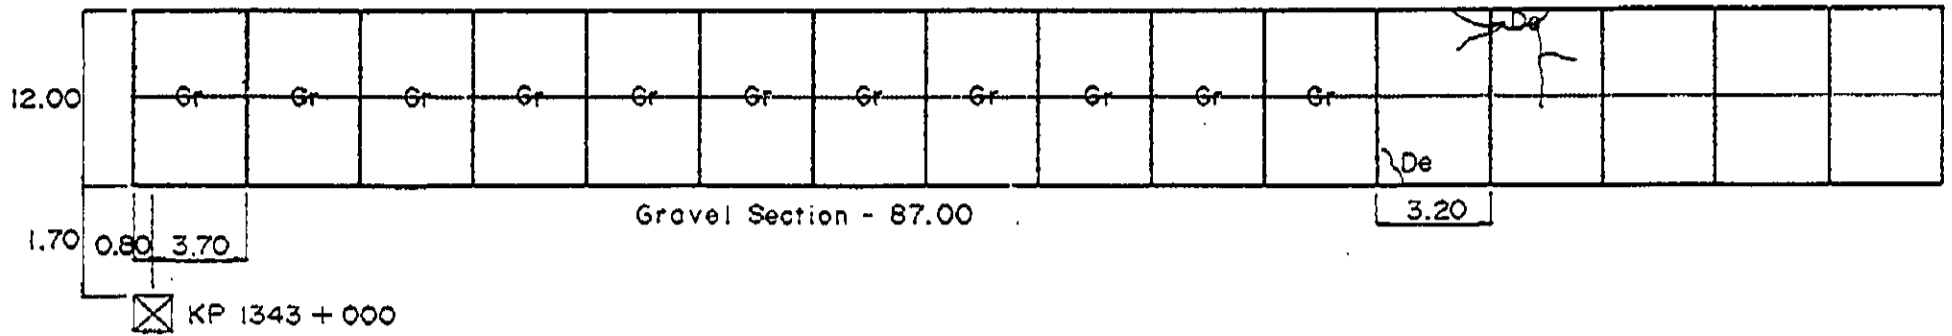 De
12.00 Gr Gr Gr Gr Gr Gr Gr Gr Gr Gr Gr
De
Gravel Section - 87.00 3.20
1.70 0.80 3.70
KP 1343 + 000